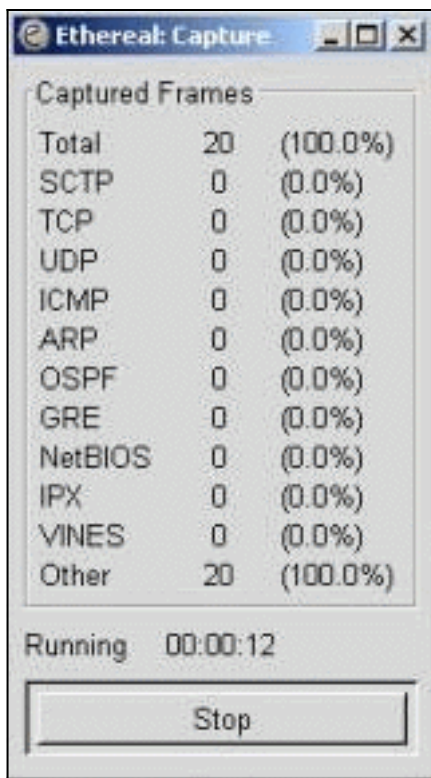 Ethereal: Capture
Captured Frames
Total 20 (100.0%)
SCTP 0 (0.0%)
TCP 0 (0.0%)
UDP 0 (0.0%)
ICMP 0 (0.0%)
ARP 0 (0.0%)
OSPF 0 (0.0%)
GRE 0 (0.0%)
NetBIOS 0 (0.0%)
IPX 0 (0.0%)
VINES 0 (0.0%)
Other 20 (100.0%)
Running 00:00:12
Stop